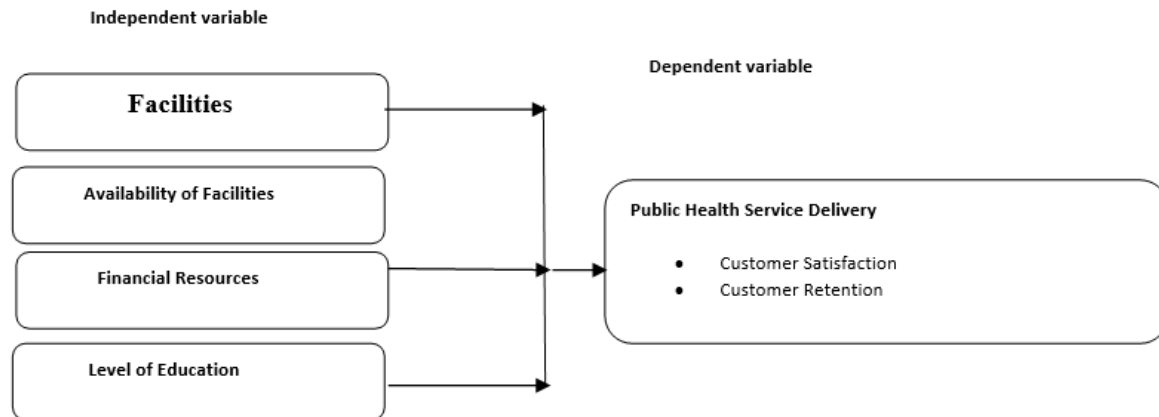 Independent variable
Dependent variable
Facilities
Availability of Facilities
Financial Resources
Level of Education
Public Health Service Delivery
• Customer Satisfaction
• Customer Retention